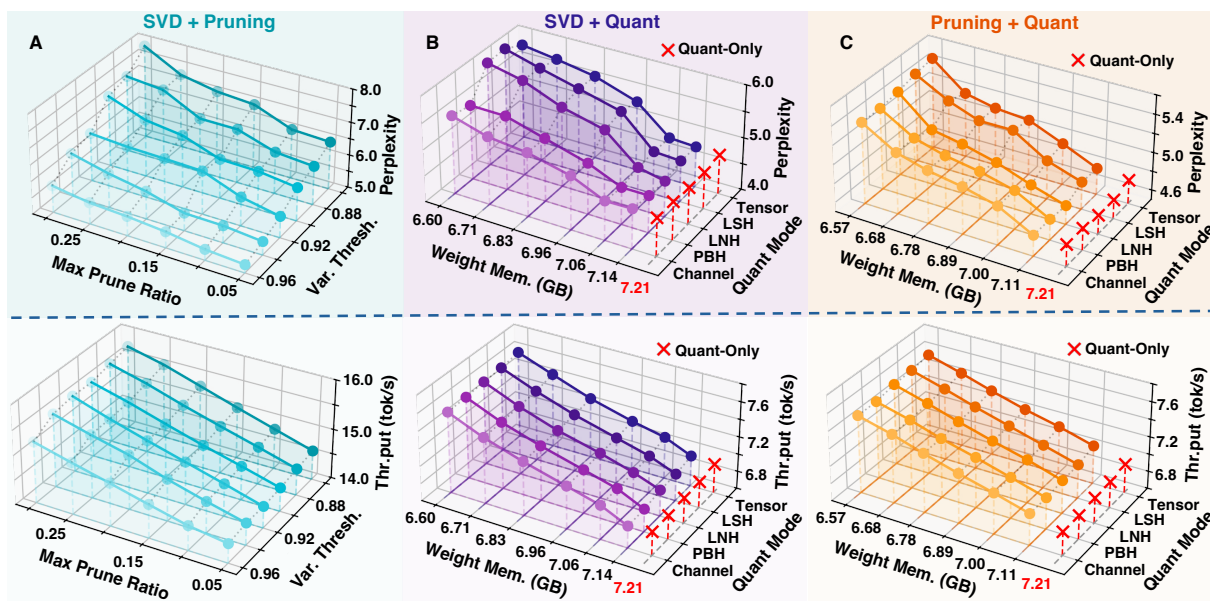 SVD + Pruning
SVD + Quant
Pruning + Quant
A
8.0
7.0
6.0
5.0
Perplexity
0.25
0.15
0.05
Max Prune Ratio
0.88
0.92
0.96
Var. Thresh.
B
Quant-Only
6.0
5.0
4.0
Perplexity
6.60
6.71
6.83
6.96
7.06
7.14
7.21
Weight Mem. (GB)
Tensor
LSH
LNH
PBH
Channel
Quant Mode
C
Quant-Only
5.4
5.0
4.6
Perplexity
6.57
6.68
6.78
6.89
7.00
7.11
7.21
Weight Mem. (GB)
Tensor
LSH
LNH
PBH
Channel
Quant Mode
16.0
15.0
14.0
Thr.put (tok/s)
0.25
0.15
0.05
Max Prune Ratio
0.88
0.92
0.96
Var. Thresh.
Quant-Only
7.6
7.2
6.8
Thr.put (tok/s)
6.60
6.71
6.83
6.96
7.06
7.14
7.21
Weight Mem. (GB)
Tensor
LSH
LNH
PBH
Channel
Quant Mode
Quant-Only
7.6
7.2
6.8
Thr.put (tok/s)
6.57
6.68
6.78
6.89
7.00
7.11
7.21
Weight Mem. (GB)
Tensor
LSH
LNH
PBH
Channel
Quant Mode